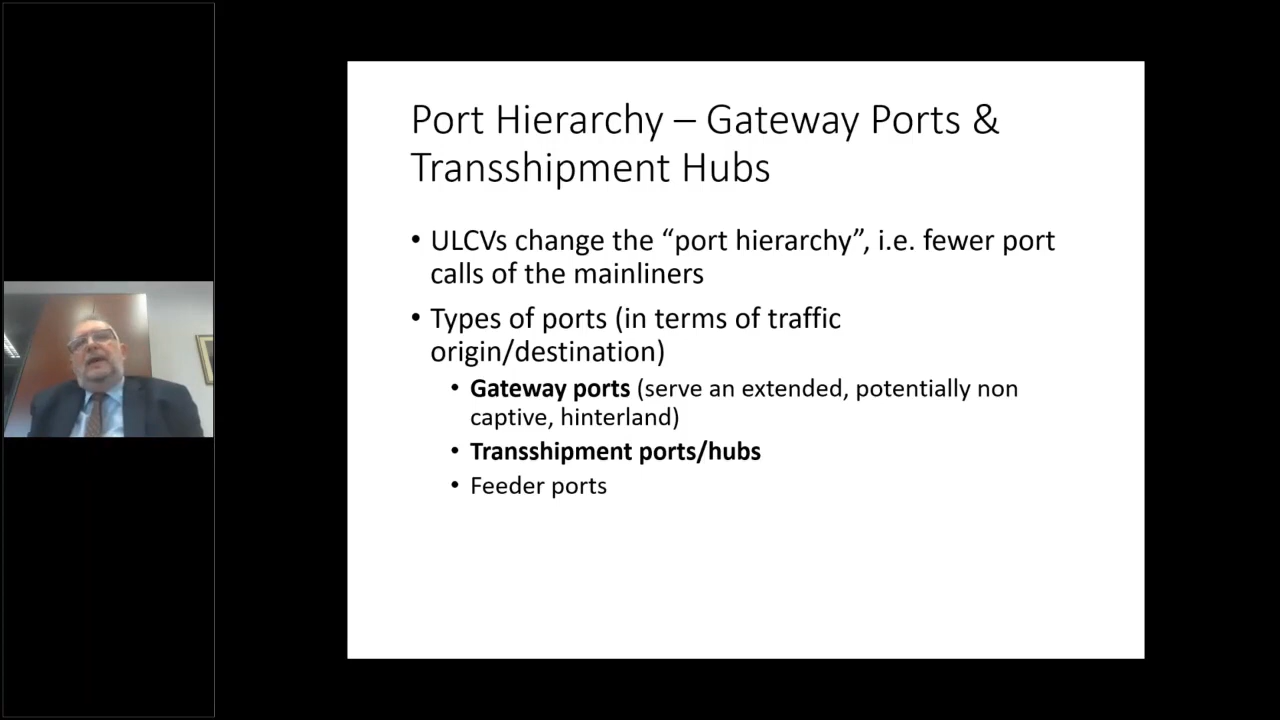 Port Hierarchy – Gateway Ports &
Transshipment Hubs
• ULCVs change the “port hierarchy”, i.e. fewer port
calls of the mainliners
• Types of ports (in terms of traffic
origin/destination)
• Gateway ports (serve an extended, potentially non
captive, hinterland)
• Transshipment ports/hubs
• Feeder ports